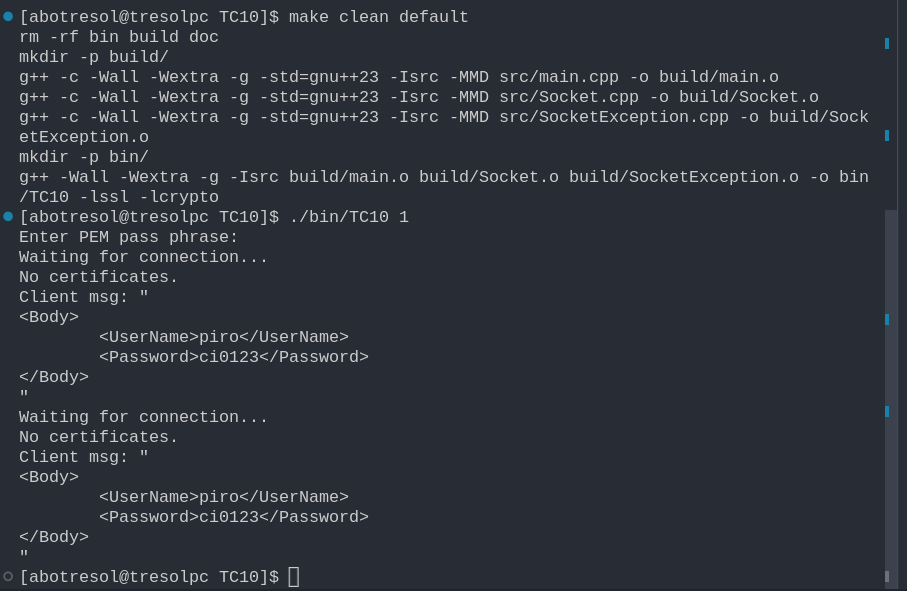 [abotresol@tresolpc TC10]$ make clean default
rm -rf bin build doc
mkdir -p build/
g++ -c -Wall -Wextra -g -std=gnu++23 -Isrc -MMD src/main.cpp -o build/main.o
g++ -c -Wall -Wextra -g -std=gnu++23 -Isrc -MMD src/Socket.cpp -o build/Socket.o
g++ -c -Wall -Wextra -g -std=gnu++23 -Isrc -MMD src/SocketException.cpp -o build/Sock
etException.o
mkdir -p bin/
g++ -Wall -Wextra -g -Isrc build/main.o build/Socket.o build/SocketException.o -o bin
/TC10 -lssl -lcrypto
[abotresol@tresolpc TC10]$ ./bin/TC10 1
Enter PEM pass phrase:
Waiting for connection...
No certificates.
Client msg: "
<Body>
        <UserName>piro</UserName>
        <Password>ci0123</Password>
</Body>
"
Waiting for connection...
No certificates.
Client msg: "
<Body>
        <UserName>piro</UserName>
        <Password>ci0123</Password>
</Body>
"
[abotresol@tresolpc TC10]$